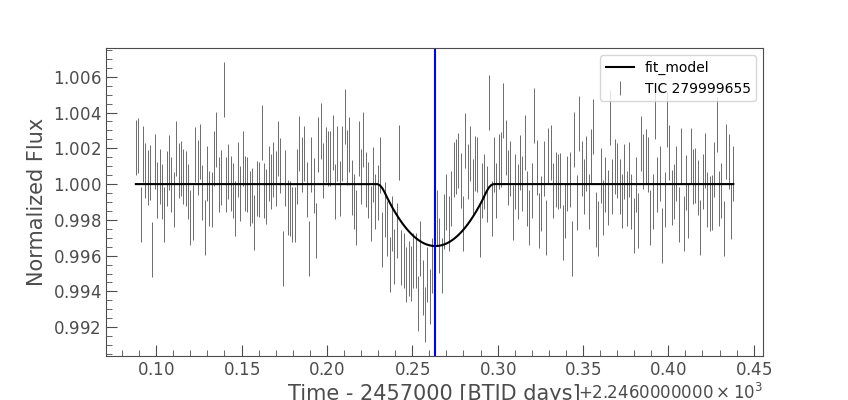 fit_model
TIC 279999655
Normalized Flux
1.006
1.004
1.002
1.000
0.998
0.996
0.994
0.992
0.10 0.15 0.20 0.25 0.30 0.35 0.40 0.45
Time - 2457000 [BTJD days]
+2.2460000000 × 10³